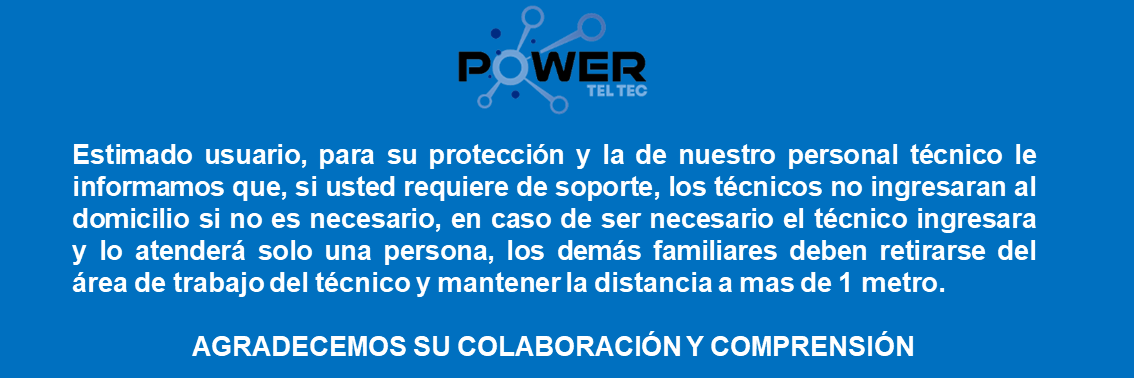 POWER
TEL TEC
Estimado usuario, para su protección y la de nuestro personal técnico le
informamos que, si usted requiere de soporte, los técnicos no ingresaran al
domicilio si no es necesario, en caso de ser necesario el técnico ingresara
y lo atenderá solo una persona, los demás familiares deben retirarse del
área de trabajo del técnico y mantener la distancia a mas de 1 metro.
AGRADECEMOS SU COLABORACIÓN Y COMPRENSIÓN